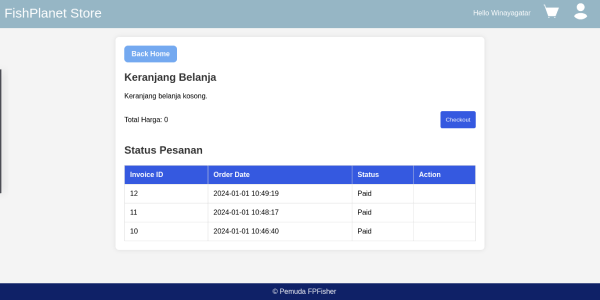 FishPlanet Store
Hello Winayagatar
Back Home
Keranjang Belanja
Keranjang belanja kosong.
Total Harga: 0
Checkout
Status Pesanan
Invoice ID Order Date Status Action
12 2024-01-01 10:49:19 Paid
11 2024-01-01 10:48:17 Paid
10 2024-01-01 10:46:40 Paid
© Pemuda FPFisher